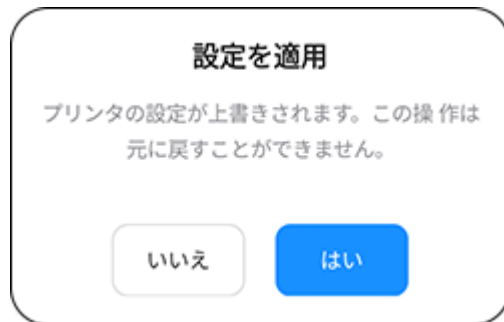 設定を適用
プリンタの設定が上書きされます。この操 作は
元に戻すことができません。
いいえ
はい